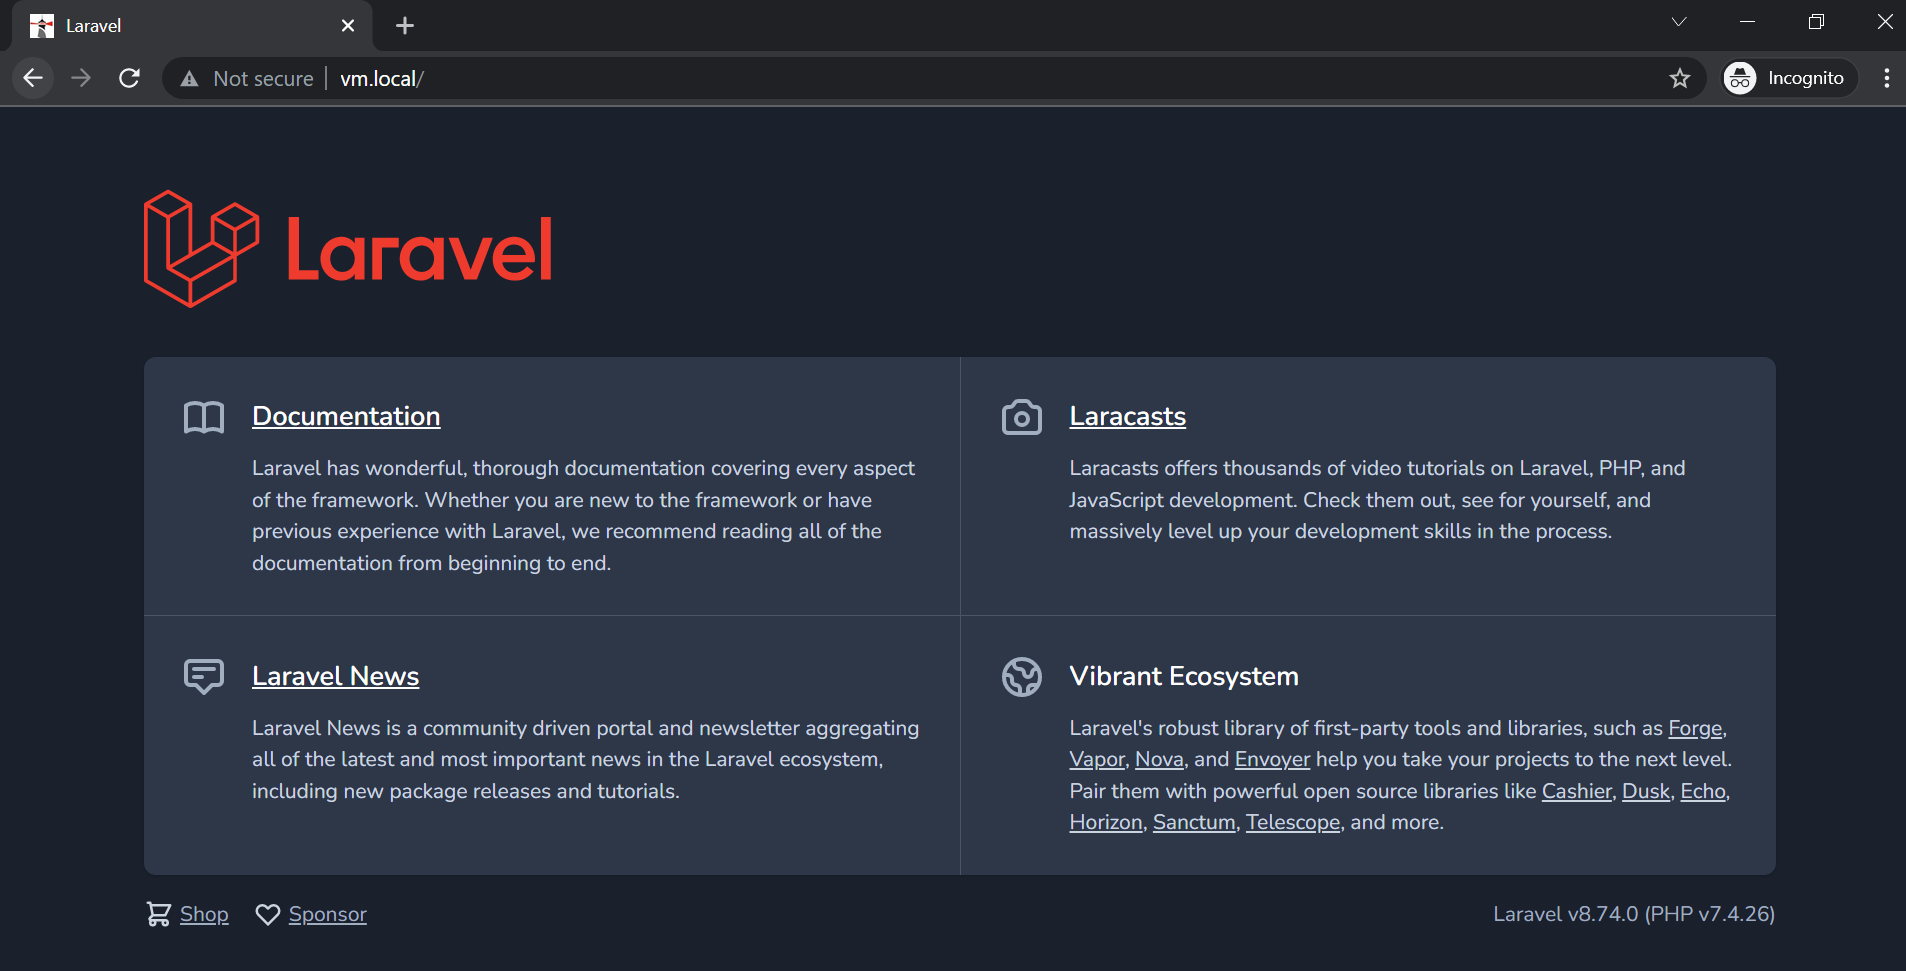 Laravel
Not secure | vm.local/
Incognito
Laravel
Documentation
Laravel has wonderful, thorough documentation covering every aspect
of the framework. Whether you are new to the framework or have
previous experience with Laravel, we recommend reading all of the
documentation from beginning to end.
Laracasts
Laracasts offers thousands of video tutorials on Laravel, PHP, and
JavaScript development. Check them out, see for yourself, and
massively level up your development skills in the process.
Laravel News
Laravel News is a community driven portal and newsletter aggregating
all of the latest and most important news in the Laravel ecosystem,
including new package releases and tutorials.
Vibrant Ecosystem
Laravel's robust library of first-party tools and libraries, such as Forge,
Vapor, Nova, and Envoyer help you take your projects to the next level.
Pair them with powerful open source libraries like Cashier, Dusk, Echo,
Horizon, Sanctum, Telescope, and more.
Shop
Sponsor
Laravel v8.74.0 (PHP v7.4.26)